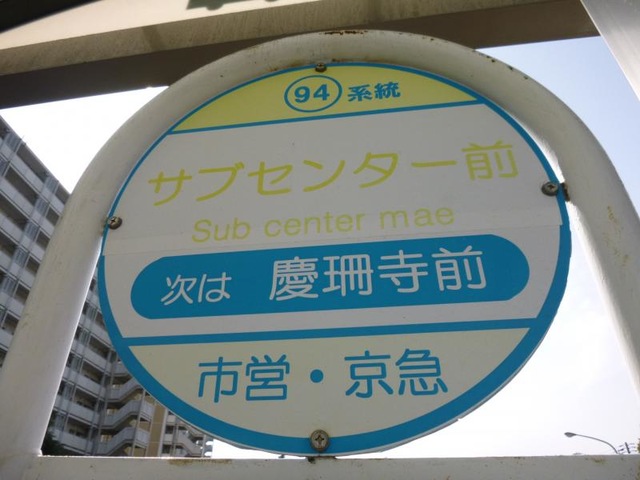 94 系統
サブセンター前
Sub center mae
次は 慶珊寺前
市営・京急